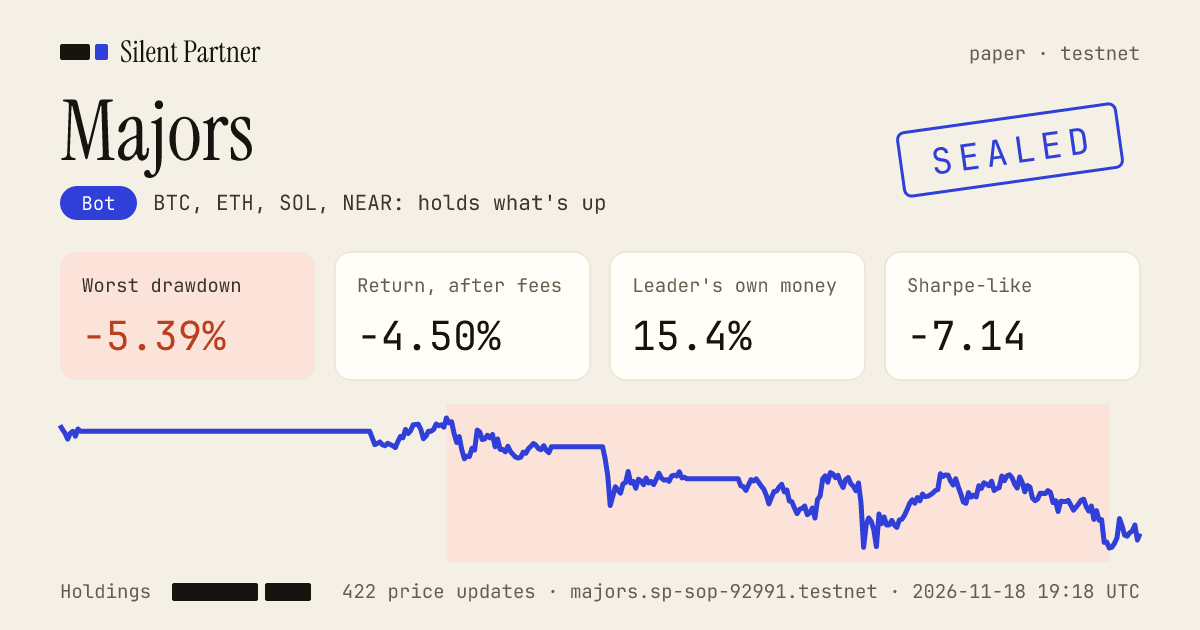 Silent Partner
paper · testnet
Majors
SEALED
Bot
BTC, ETH, SOL, NEAR: holds what's up
Worst drawdown
-5.39%
Return, after fees
-4.50%
Leader's own money
15.4%
Sharpe-like
-7.14
Holdings
422 price updates · majors.sp-sop-92991.testnet · 2026-11-18 19:18 UTC